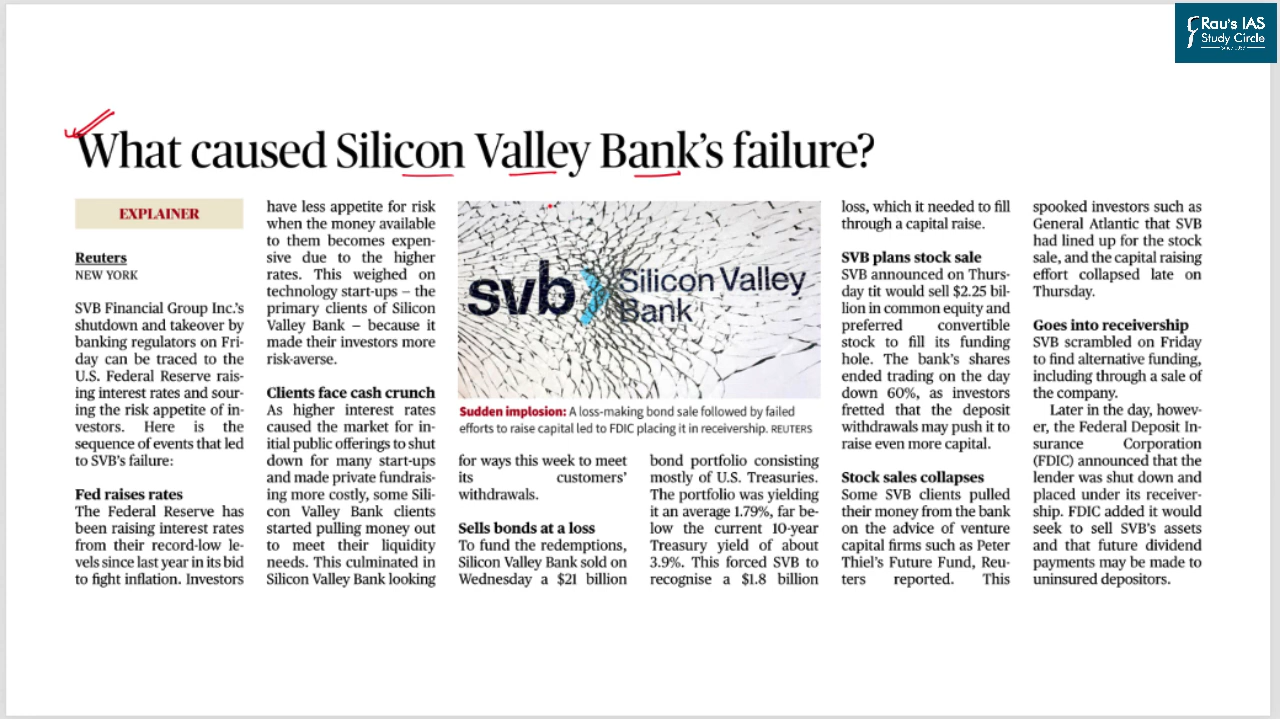 Rau's IAS
Study Circle
What caused Silicon Valley Bank's failure?
EXPLAINER
Reuters
NEW YORK
SVB Financial Group Inc.'s
shutdown and takeover by
banking regulators on Fri-
day can be traced to the
U.S. Federal Reserve rais-
ing interest rates and sour-
ing the risk appetite of in-
vestors. Here is the
sequence of events that led
to SVB's failure:
Fed raises rates
The Federal Reserve has
been raising interest rates
from their record-low le-
vels since last year in its bid
to fight inflation. Investors
have less appetite for risk
when the money available
to them becomes expen-
sive due to the higher
rates. This weighed on
technology start-ups – the
primary clients of Silicon
Valley Bank – because it
made their investors more
risk-averse.
Clients face cash crunch
As higher interest rates
caused the market for in-
itial public offerings to shut
down for many start-ups
and made private fundrais-
ing more costly, some Sili-
con Valley Bank clients
started pulling money out
to meet their liquidity
needs. This culminated in
Silicon Valley Bank looking
svb Silicon Valley
Bank
Sudden implosion: A loss-making bond sale followed by failed
efforts to raise capital led to FDIC placing it in receivership. REUTERS
for ways this week to meet
its customers'
withdrawals.
Sells bonds at a loss
To fund the redemptions,
Silicon Valley Bank sold on
Wednesday a $21 billion
bond portfolio consisting
mostly of U.S. Treasuries.
The portfolio was yielding
it an average 1.79%, far be-
low the current 10-year
Treasury yield of about
3.9%. This forced SVB to
recognise a $1.8 billion
loss, which it needed to fill
through a capital raise.
SVB plans stock sale
SVB announced on Thurs-
day tit would sell $2.25 bil-
lion in common equity and
preferred convertible
stock to fill its funding
hole. The bank's shares
ended trading on the day
down 60%, as investors
fretted that the deposit
withdrawals may push it to
raise even more capital.
Stock sales collapses
Some SVB clients pulled
their money from the bank
on the advice of venture
capital firms such as Peter
Thiel's Future Fund, Reu-
ters reported. This
spooked investors such as
General Atlantic that SVB
had lined up for the stock
sale, and the capital raising
effort collapsed late on
Thursday.
Goes into receivership
SVB scrambled on Friday
to find alternative funding,
including through a sale of
the company.
Later in the day, howev-
er, the Federal Deposit In-
surance Corporation
(FDIC) announced that the
lender was shut down and
placed under its receiver-
ship. FDIC added it would
seek to sell SVB's assets
and that future dividend
payments may be made to
uninsured depositors.